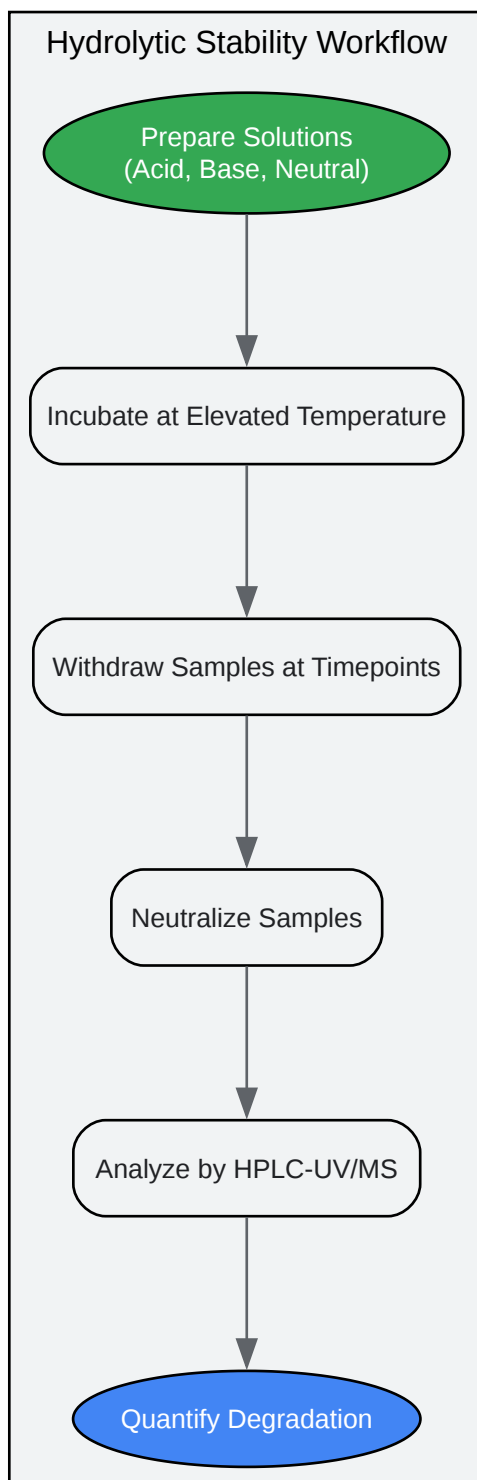 Hydrolytic Stability Workflow
Prepare Solutions
(Acid, Base, Neutral)
Incubate at Elevated Temperature
Withdraw Samples at Timepoints
Neutralize Samples
Analyze by HPLC-UV/MS
Quantify Degradation